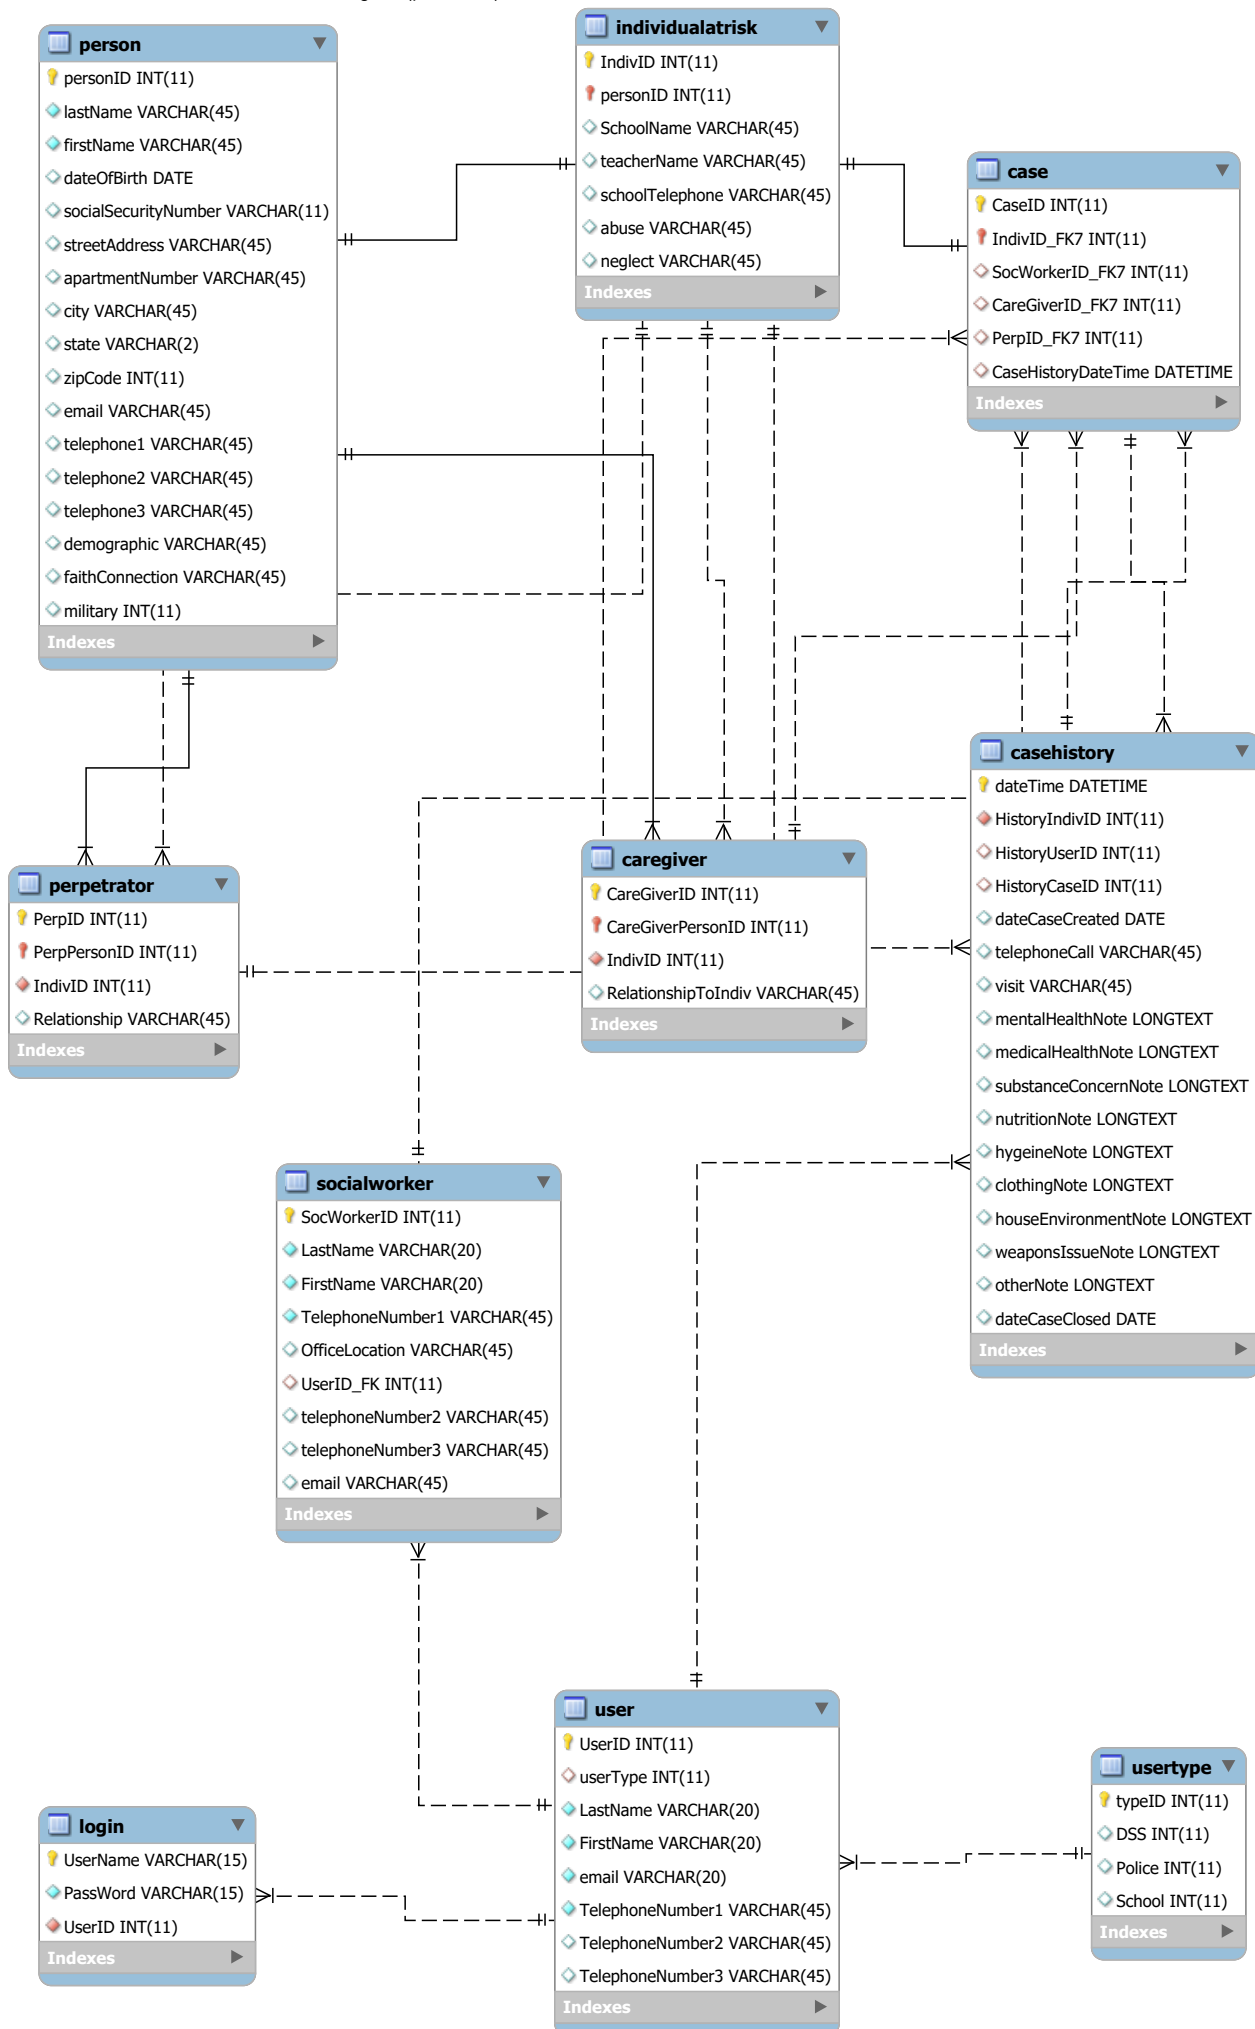 person
personID INT(11)
lastName VARCHAR(45)
firstName VARCHAR(45)
dateOfBirth DATE
socialSecurityNumber VARCHAR(11)
streetAddress VARCHAR(45)
apartmentNumber VARCHAR(45)
city VARCHAR(45)
state VARCHAR(2)
zipCode INT(11)
email VARCHAR(45)
telephone1 VARCHAR(45)
telephone2 VARCHAR(45)
telephone3 VARCHAR(45)
demographic VARCHAR(45)
faithConnection VARCHAR(45)
military INT(11)
Indexes
individualatrisk
IndivID INT(11)
personID INT(11)
SchoolName VARCHAR(45)
teacherName VARCHAR(45)
schoolTelephone VARCHAR(45)
abuse VARCHAR(45)
neglect VARCHAR(45)
Indexes
case
CaseID INT(11)
IndivID_FK7 INT(11)
SocWorkerID_FK7 INT(11)
CareGiverID_FK7 INT(11)
PerpID_FK7 INT(11)
CaseHistoryDateTime DATETIME
Indexes
perpetrator
PerpID INT(11)
PerpPersonID INT(11)
IndivID INT(11)
Relationship VARCHAR(45)
Indexes
caregiver
CareGiverID INT(11)
CareGiverPersonID INT(11)
IndivID INT(11)
RelationshipToIndiv VARCHAR(45)
Indexes
casehistory
dateTime DATETIME
HistoryIndivID INT(11)
HistoryUserID INT(11)
HistoryCaseID INT(11)
dateCaseCreated DATE
telephoneCall VARCHAR(45)
visit VARCHAR(45)
mentalHealthNote LONGTEXT
medicalHealthNote LONGTEXT
substanceConcernNote LONGTEXT
nutritionNote LONGTEXT
hygeineNote LONGTEXT
clothingNote LONGTEXT
houseEnvironmentNote LONGTEXT
weaponsIssueNote LONGTEXT
otherNote LONGTEXT
dateCaseClosed DATE
Indexes
socialworker
SocWorkerID INT(11)
LastName VARCHAR(20)
FirstName VARCHAR(20)
TelephoneNumber1 VARCHAR(45)
OfficeLocation VARCHAR(45)
UserID_FK INT(11)
telephoneNumber2 VARCHAR(45)
telephoneNumber3 VARCHAR(45)
email VARCHAR(45)
Indexes
user
UserID INT(11)
userType INT(11)
LastName VARCHAR(20)
FirstName VARCHAR(20)
email VARCHAR(20)
TelephoneNumber1 VARCHAR(45)
TelephoneNumber2 VARCHAR(45)
TelephoneNumber3 VARCHAR(45)
Indexes
usertype
typeID INT(11)
DSS INT(11)
Police INT(11)
School INT(11)
Indexes
login
UserName VARCHAR(15)
PassWord VARCHAR(15)
UserID INT(11)
Indexes